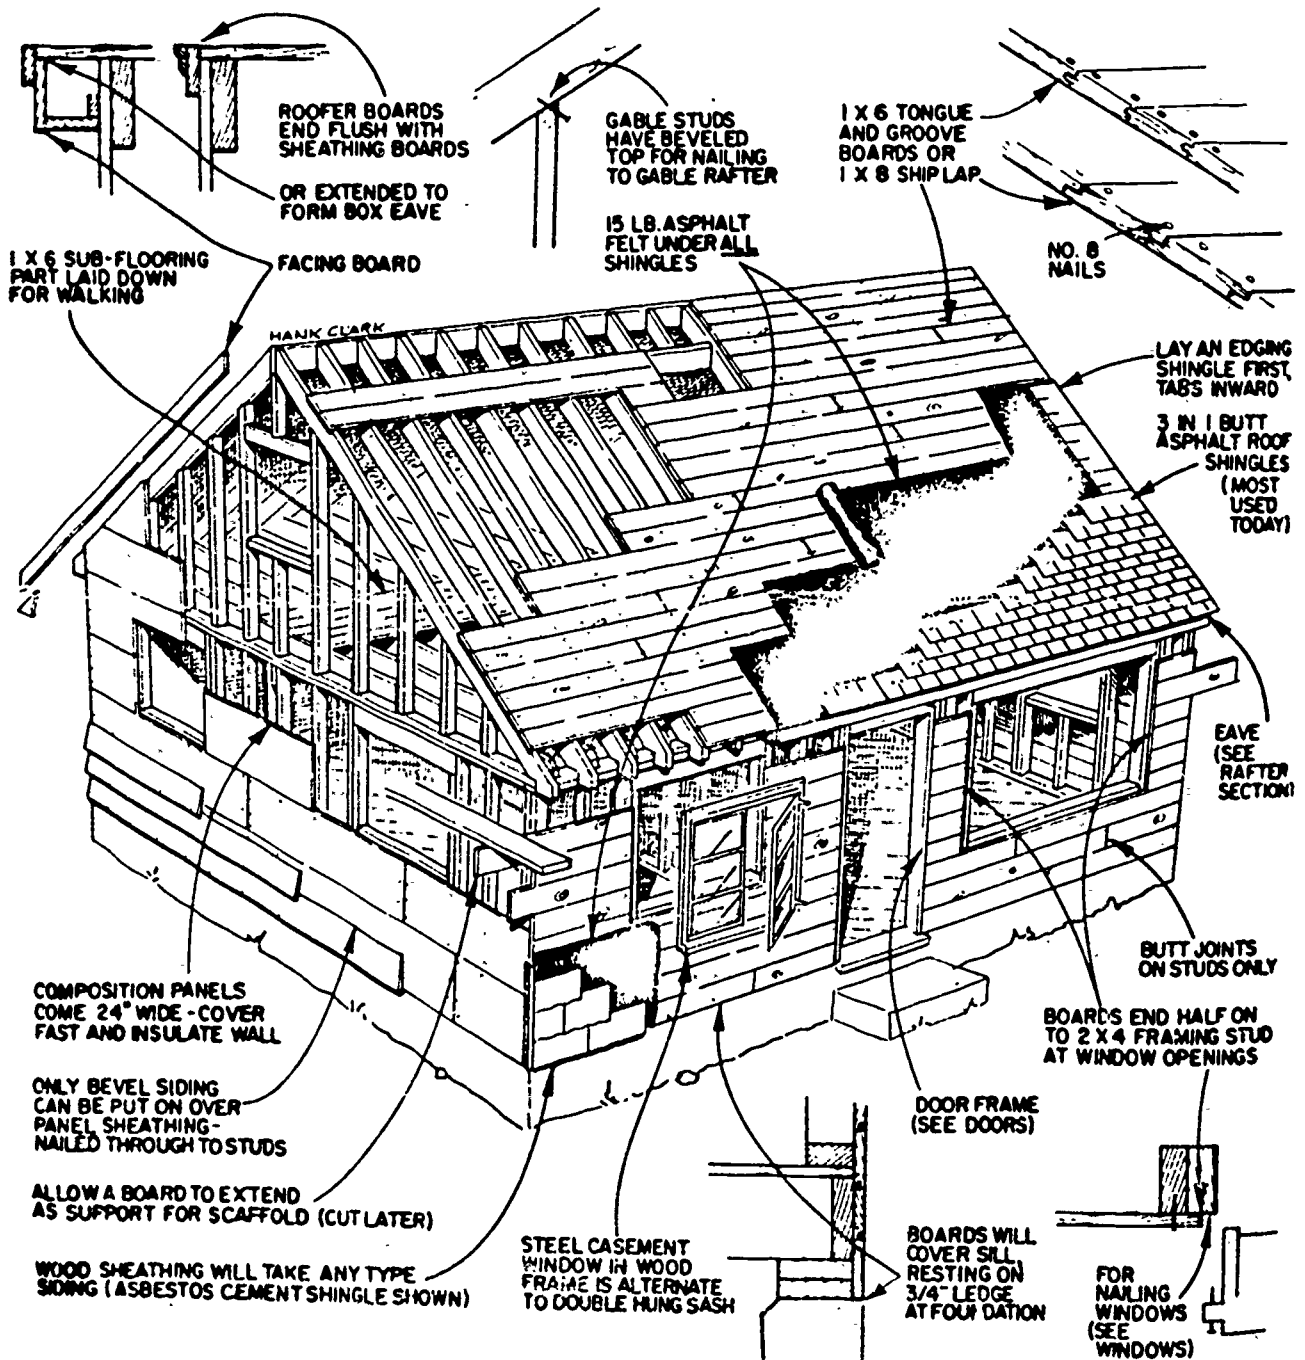 ROOFER BOARDS
END FLUSH WITH
SHEATHING BOARDS
OR EXTENDED TO
FORM BOX EAVE
FACING BOARD
1 X 6 SUB-FLOORING
PART LAID DOWN
FOR WALKING
GABLE STUDS
HAVE BEVELED
TOP FOR NAILING
TO GABLE RAFTER
15 LB. ASPHALT
FELT UNDER ALL
SHINGLES
1 X 6 TONGUE
AND GROOVE
BOARDS OR
1 X 8 SHIPLAP
NO. 8
NAILS
HANK CLARK
LAY AN EDGING
SHINGLE FIRST,
TABS INWARD
3 IN 1 BUTT
ASPHALT ROOF
SHINGLES
(MOST
USED
TODAY)
EAVE
(SEE
RAFTER
SECTION)
BUTT JOINTS
ON STUDS ONLY
BOARDS END HALF ON
TO 2 X 4 FRAMING STUD
AT WINDOW OPENINGS
COMPOSITION PANELS
COME 24" WIDE - COVER
FAST AND INSULATE WALL
ONLY BEVEL SIDING
CAN BE PUT ON OVER
PANEL SHEATHING-
NAILED THROUGH TO STUDS
ALLOW A BOARD TO EXTEND
AS SUPPORT FOR SCAFFOLD (CUT LATER)
WOOD SHEATHING WILL TAKE ANY TYPE
SIDING (ASBESTOS CEMENT SHINGLE SHOWN)
STEEL CASEMENT
WINDOW IN WOOD
FRAME IS ALTERNATE
TO DOUBLE HUNG SASH
DOOR FRAME
(SEE DOORS)
BOARDS WILL
COVER SILL,
RESTING ON
3/4" LEDGE
AT FOUNDATION
FOR
NAILING
WINDOWS
(SEE
WINDOWS)